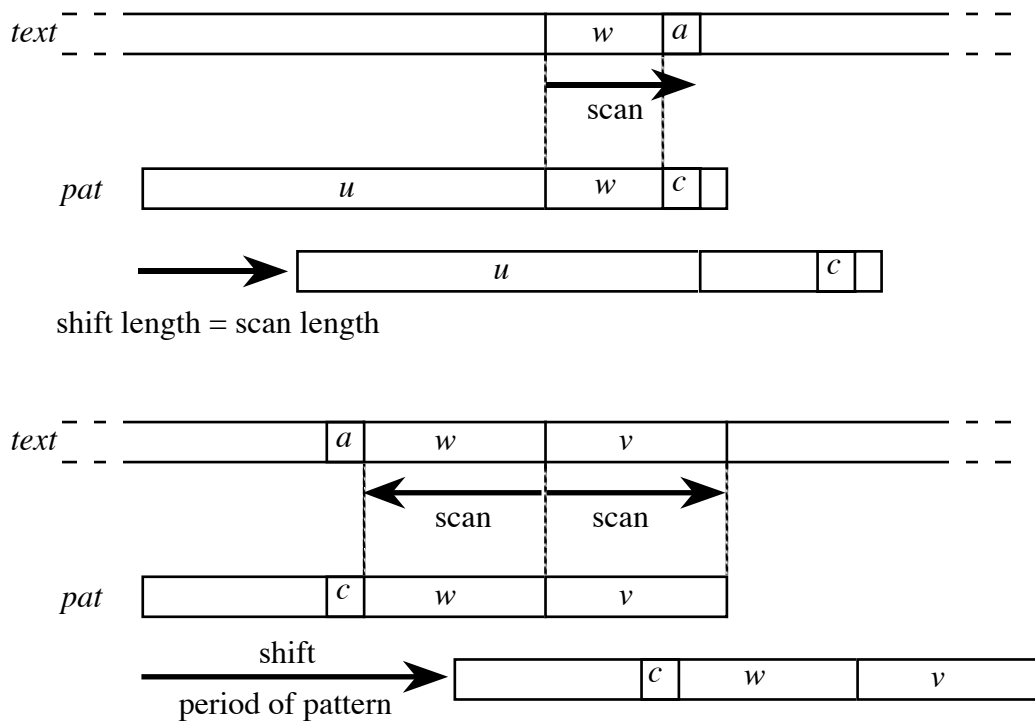 text w a
scan
pat u w c
u c
shift length = scan length
text a w v
scan scan
pat c w v
shift
c w v
period of pattern